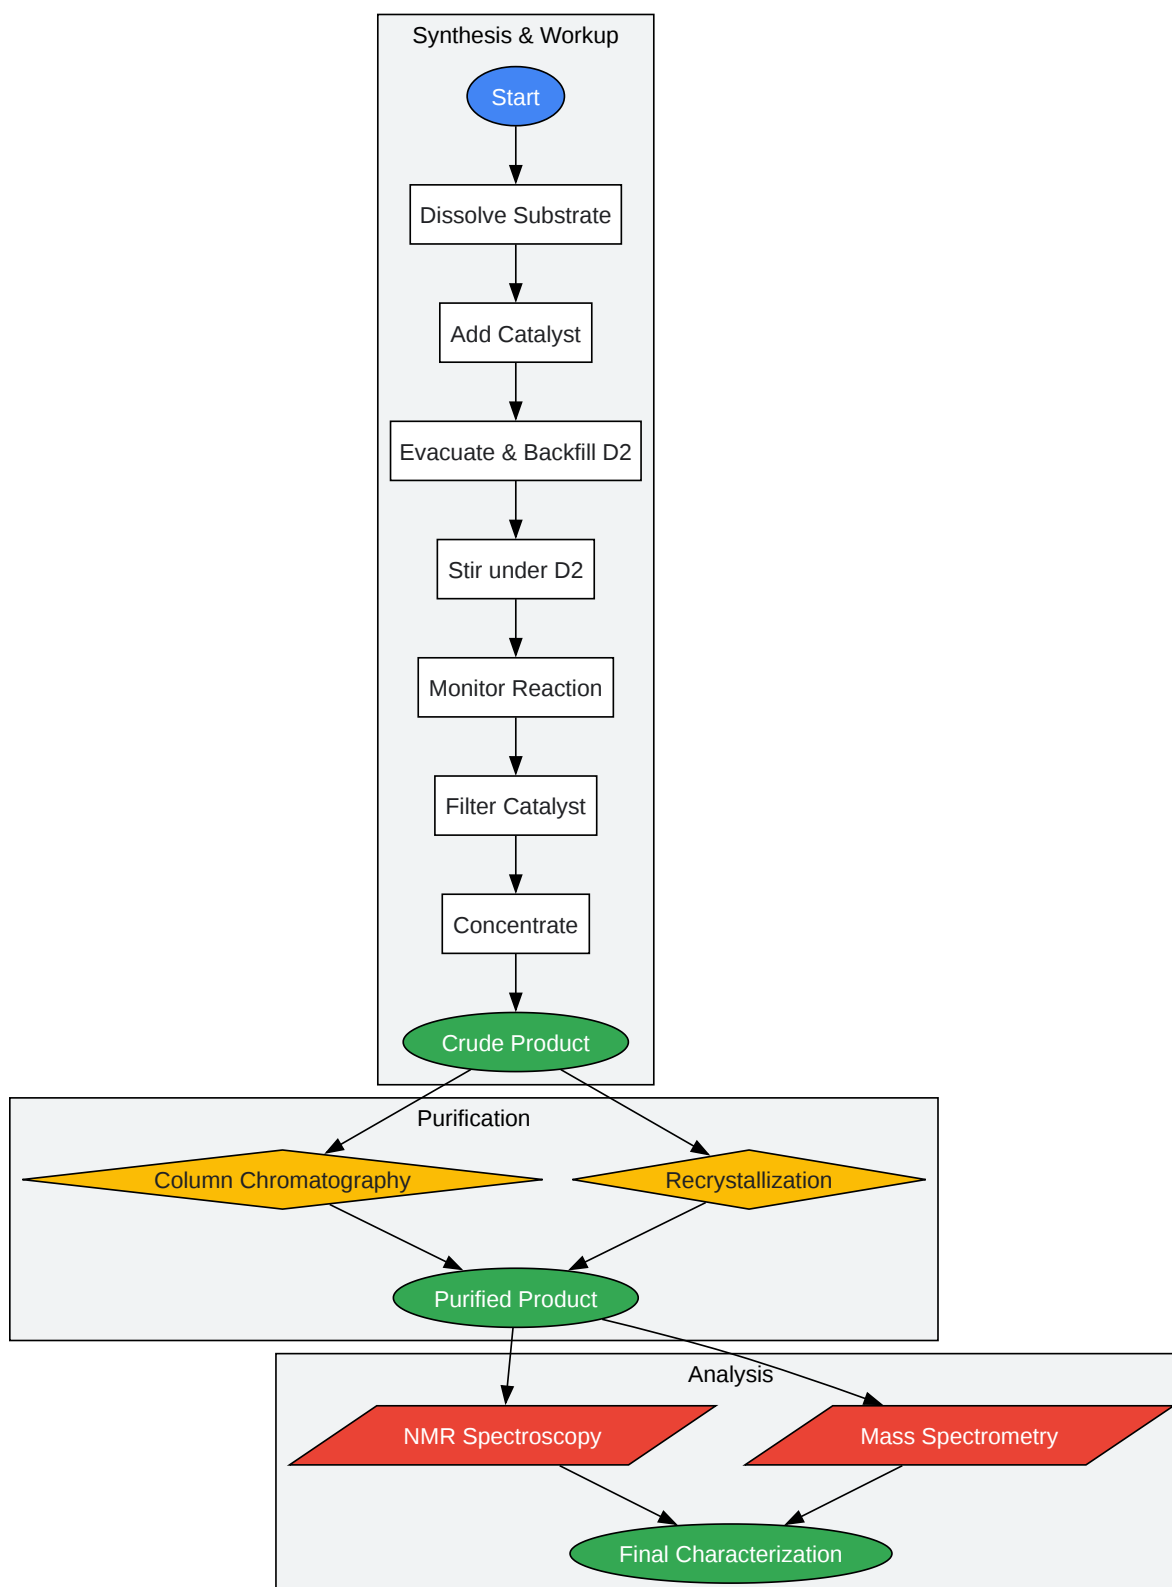 Synthesis & Workup
Start
Dissolve Substrate
Add Catalyst
Evacuate & Backfill D2
Stir under D2
Monitor Reaction
Filter Catalyst
Concentrate
Crude Product
Purification
Column Chromatography
Recrystallization
Purified Product
Analysis
NMR Spectroscopy
Mass Spectrometry
Final Characterization